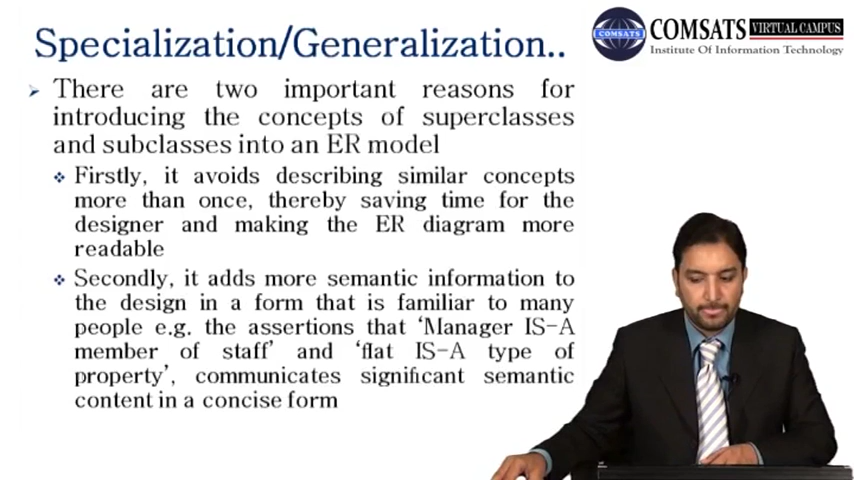 Specialization/Generalization..
COMSATS VIRTUAL CAMPUS
COMSATS
Institute Of Information Technology
There are two important reasons for
introducing the concepts of superclasses
and subclasses into an ER model
Firstly, it avoids describing similar concepts
more than once, thereby saving time for the
designer and making the ER diagram more
readable
Secondly, it adds more semantic information to
the design in a form that is familiar to many
people e.g. the assertions that ‘Manager IS-A
member of staff’ and ‘flat IS-A type of
property’, communicates significant semantic
content in a concise form